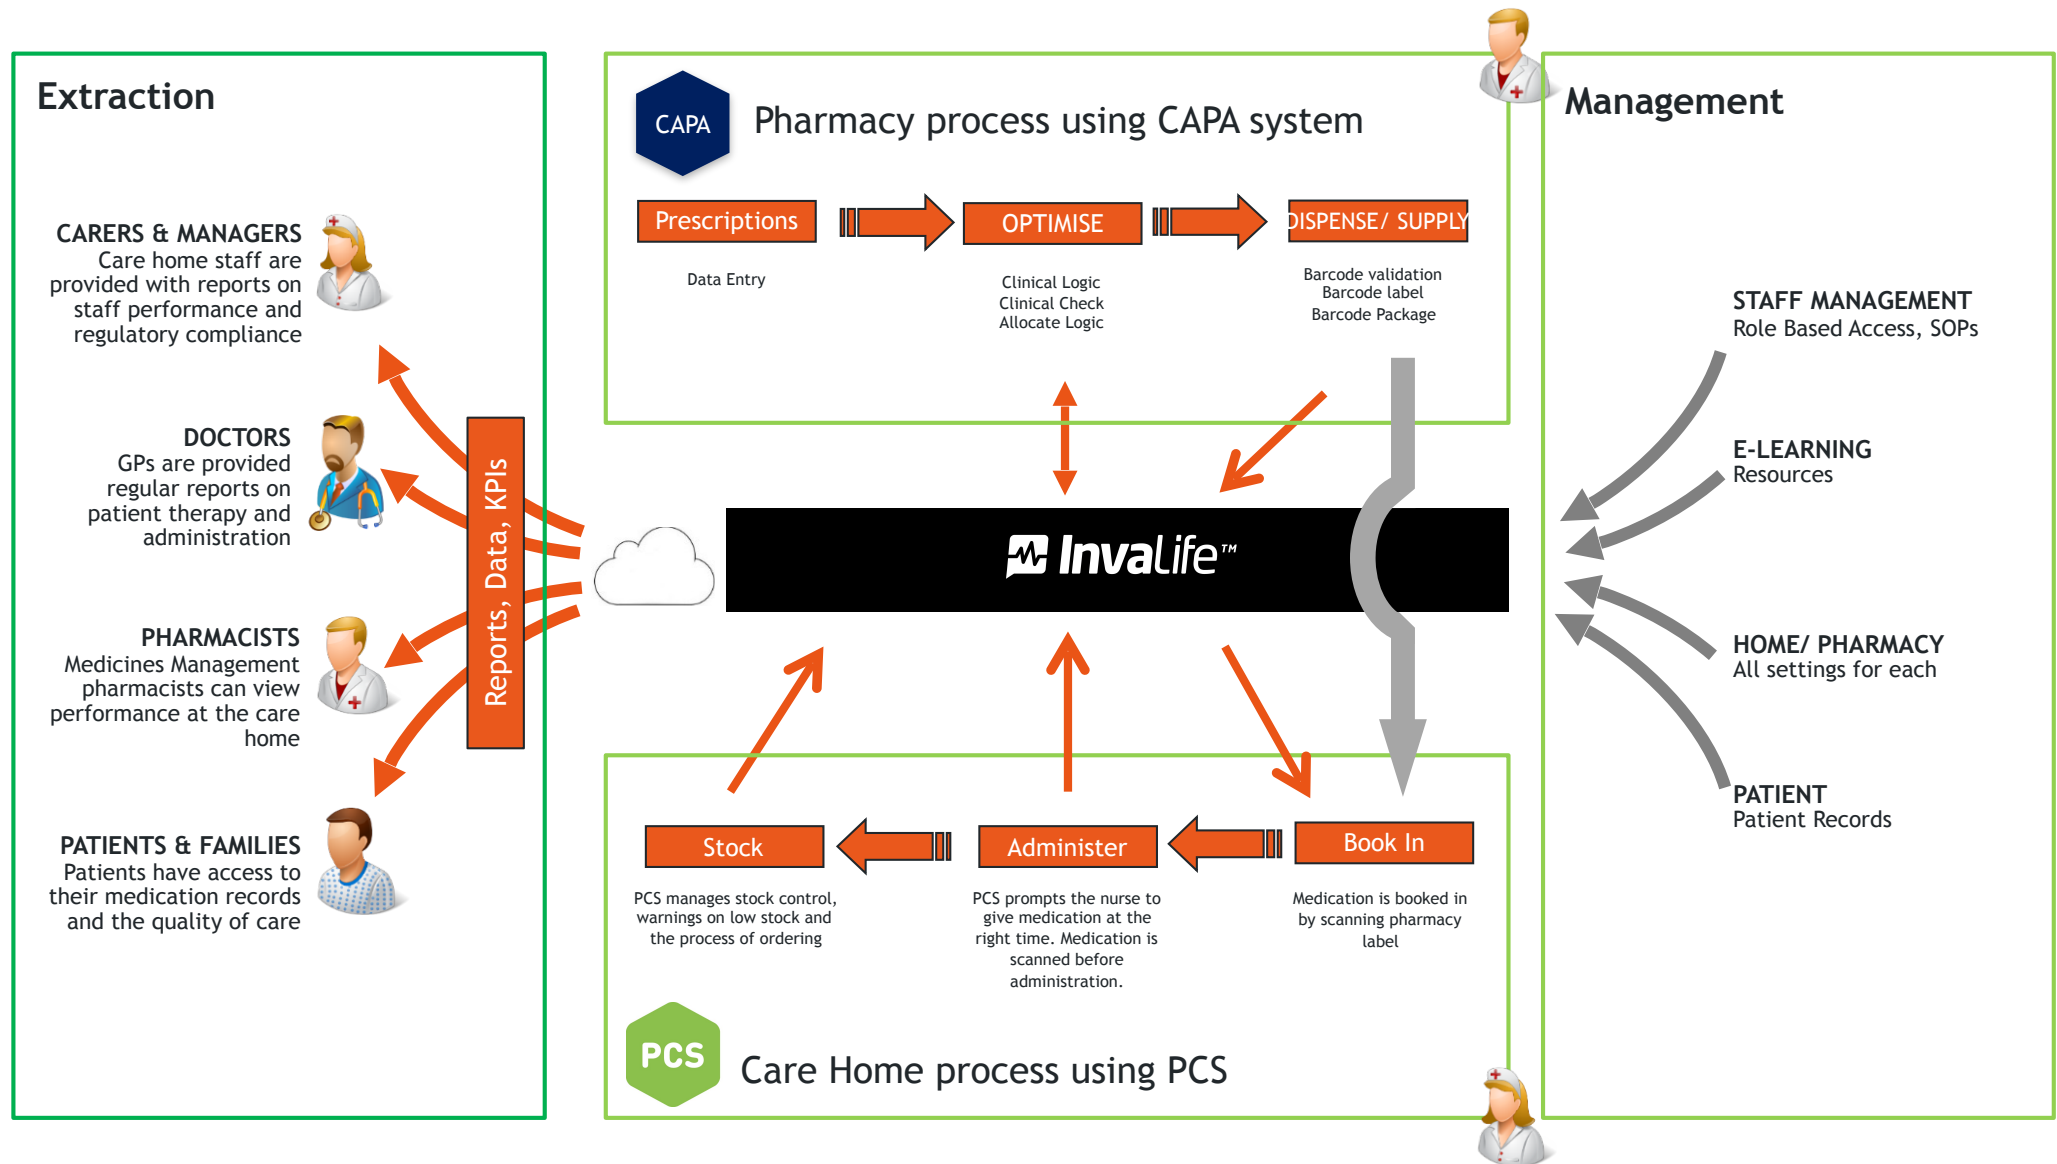 Extraction
CARERS & MANAGERS
Care home staff are
provided with reports on
staff performance and
regulatory compliance
DOCTORS
GPs are provided
regular reports on
patient therapy and
administration
PHARMACISTS
Medicines Management
pharmacists can view
performance at the care
home
PATIENTS & FAMILIES
Patients have access to
their medication records
and the quality of care
Reports, Data, KPIs
CAPA
Pharmacy process using CAPA system
Prescriptions
Data Entry
OPTIMISE
Clinical Logic
Clinical Check
Allocate Logic
DISPENSE/ SUPPLY
Barcode validation
Barcode label
Barcode Package
InvaLife™
Stock
PCS manages stock control,
warnings on low stock and
the process of ordering
Administer
PCS prompts the nurse to
give medication at the
right time. Medication is
scanned before
administration.
Book In
Medication is booked in
by scanning pharmacy
label
PCS
Care Home process using PCS
Management
STAFF MANAGEMENT
Role Based Access, SOPs
E-LEARNING
Resources
HOME/ PHARMACY
All settings for each
PATIENT
Patient Records